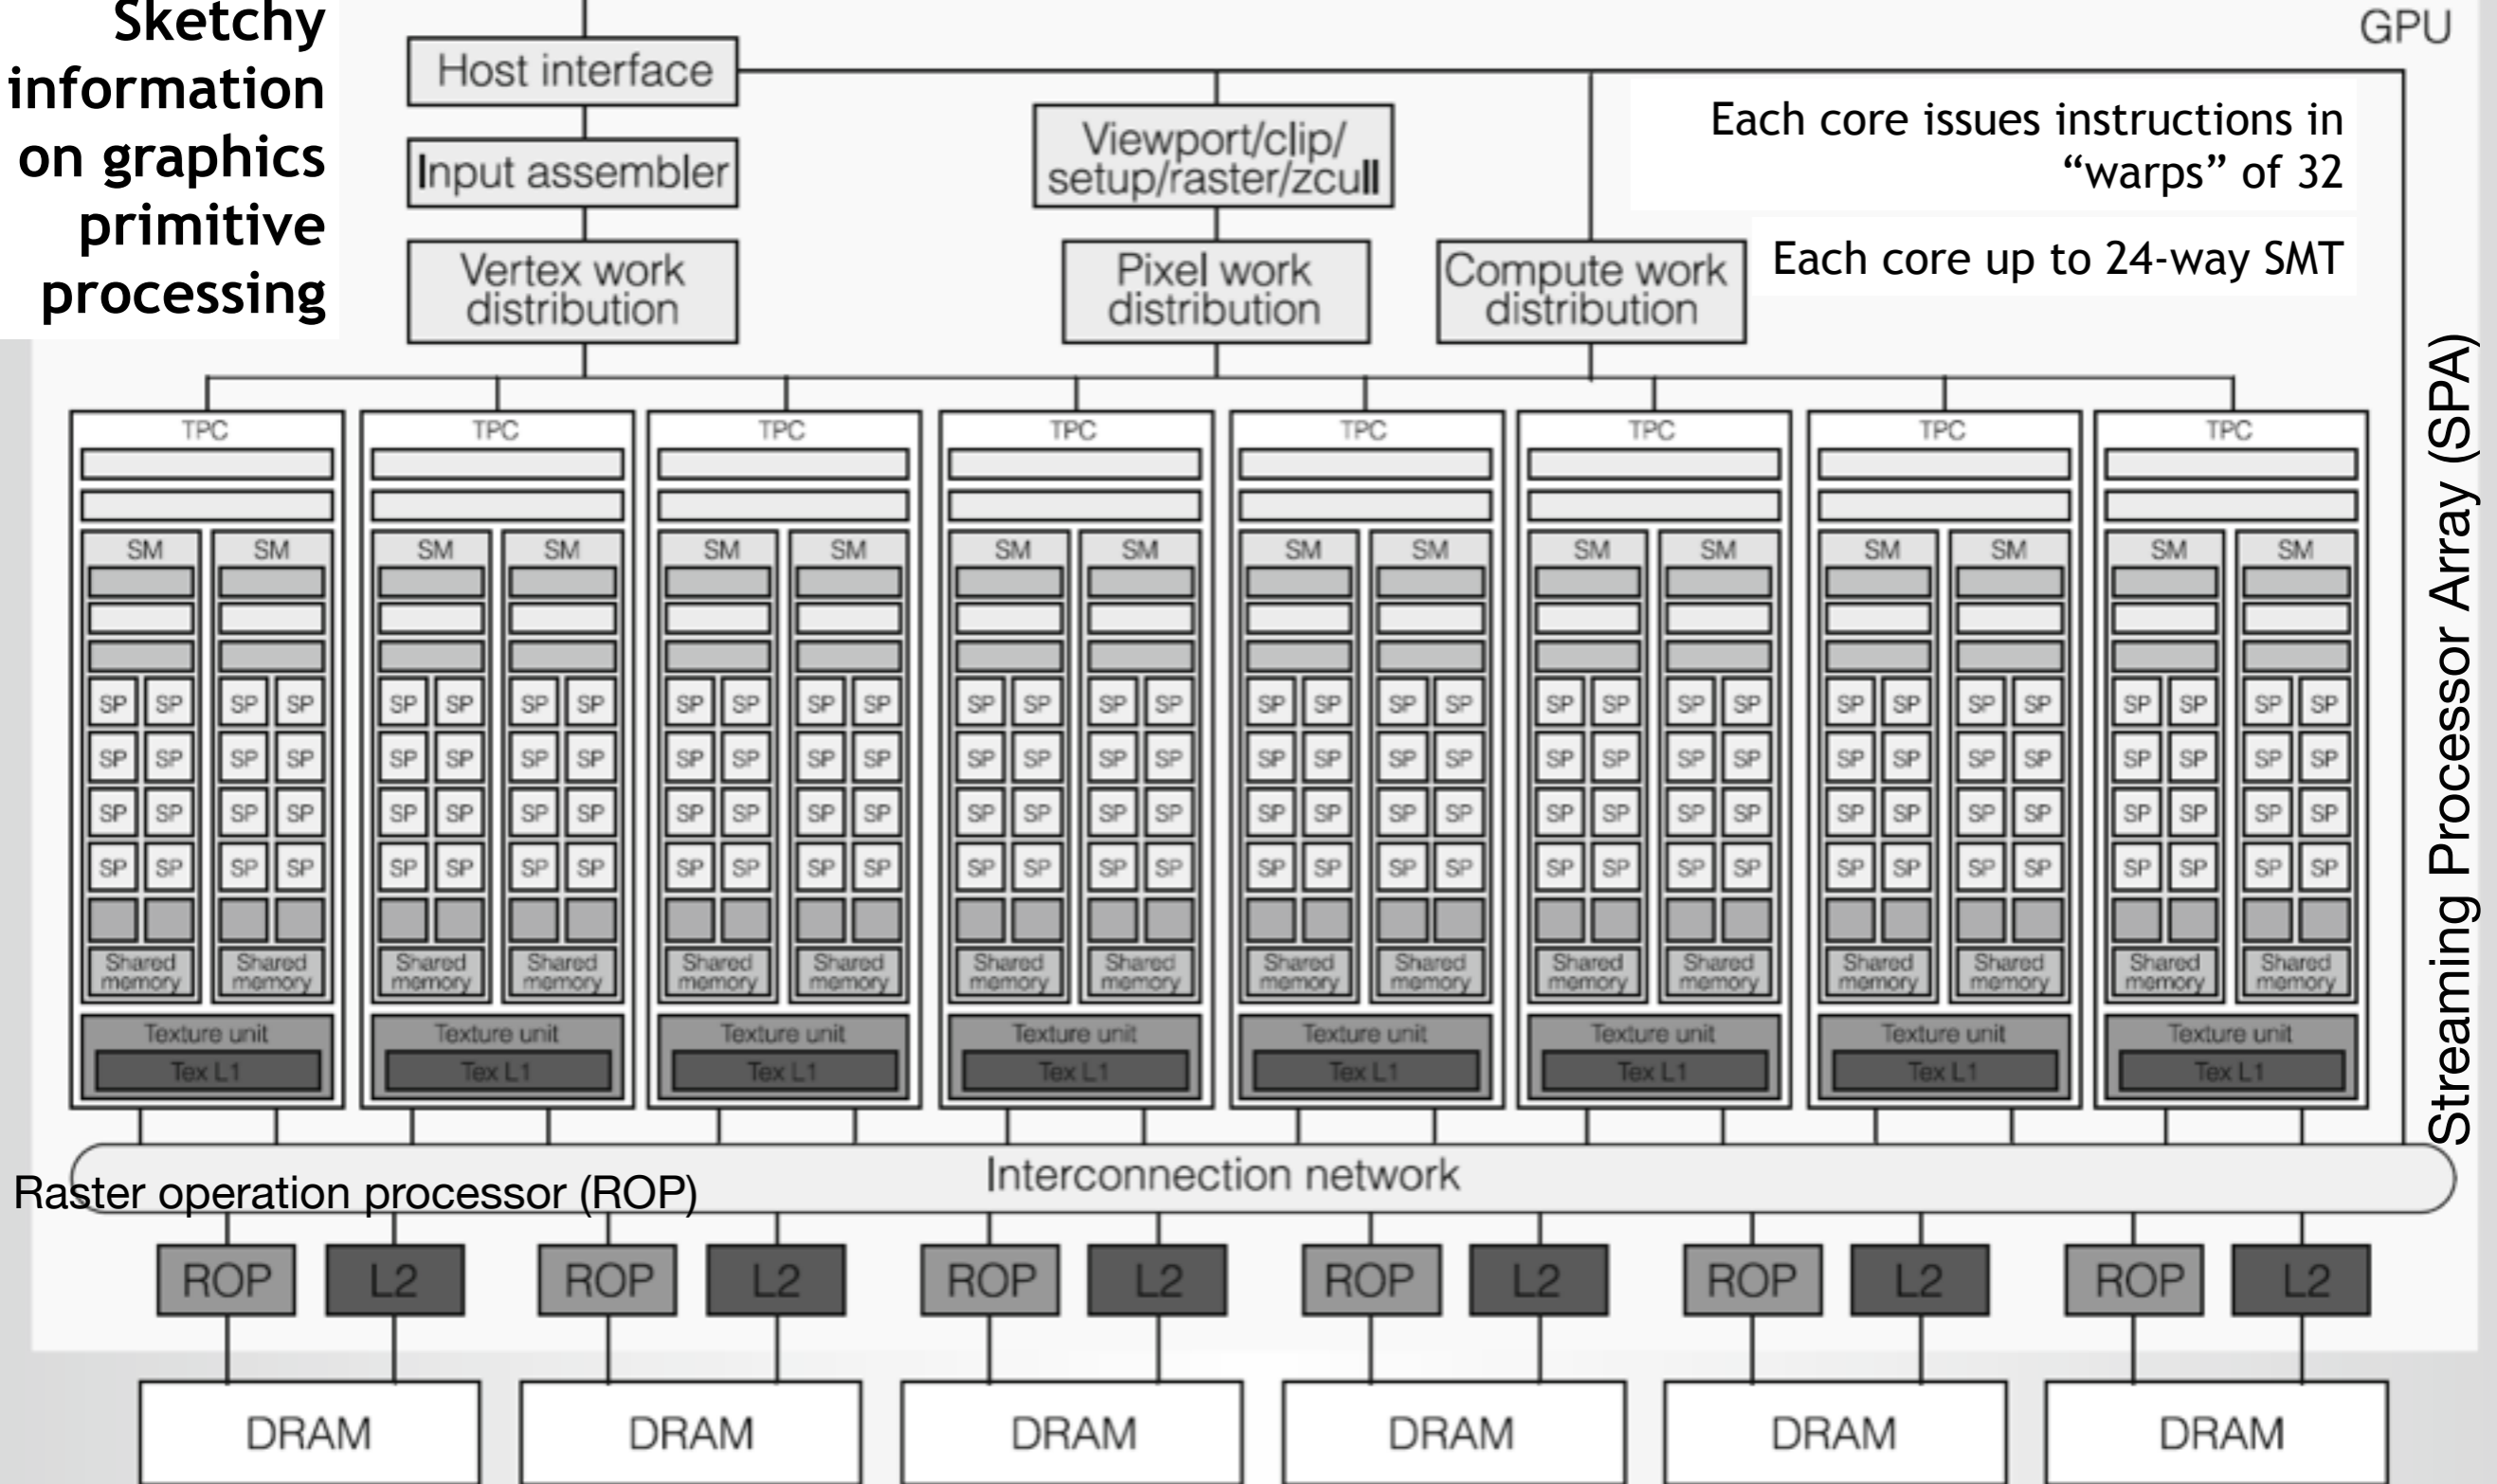 Sketchy
information
on graphics
primitive
processing
GPU
Host interface
Input assembler
Vertex work
distribution
Viewport/clip/
setup/raster/zcull
Pixel work
distribution
Compute work
distribution
Each core issues instructions in
“warps” of 32
Each core up to 24-way SMT
Streaming Processor Array (SPA)
TPC TPC TPC TPC TPC TPC TPC TPC
SM SM SM SM SM SM SM SM SM SM SM SM SM SM SM SM
SP SP SP SP SP SP SP SP SP SP SP SP SP SP SP SP SP SP SP SP SP SP SP SP SP SP SP SP SP SP SP SP
SP SP SP SP SP SP SP SP SP SP SP SP SP SP SP SP SP SP SP SP SP SP SP SP SP SP SP SP SP SP SP SP
SP SP SP SP SP SP SP SP SP SP SP SP SP SP SP SP SP SP SP SP SP SP SP SP SP SP SP SP SP SP SP SP
SP SP SP SP SP SP SP SP SP SP SP SP SP SP SP SP SP SP SP SP SP SP SP SP SP SP SP SP SP SP SP SP
Shared Shared Shared Shared Shared Shared Shared Shared Shared Shared Shared Shared Shared Shared Shared Shared
memory memory memory memory memory memory memory memory memory memory memory memory memory memory memory memory
Texture unit Texture unit Texture unit Texture unit Texture unit Texture unit Texture unit Texture unit
Tex L1 Tex L1 Tex L1 Tex L1 Tex L1 Tex L1 Tex L1 Tex L1
Interconnection network
Raster operation processor (ROP)
ROP L2 ROP L2 ROP L2 ROP L2 ROP L2 ROP L2
DRAM DRAM DRAM DRAM DRAM DRAM